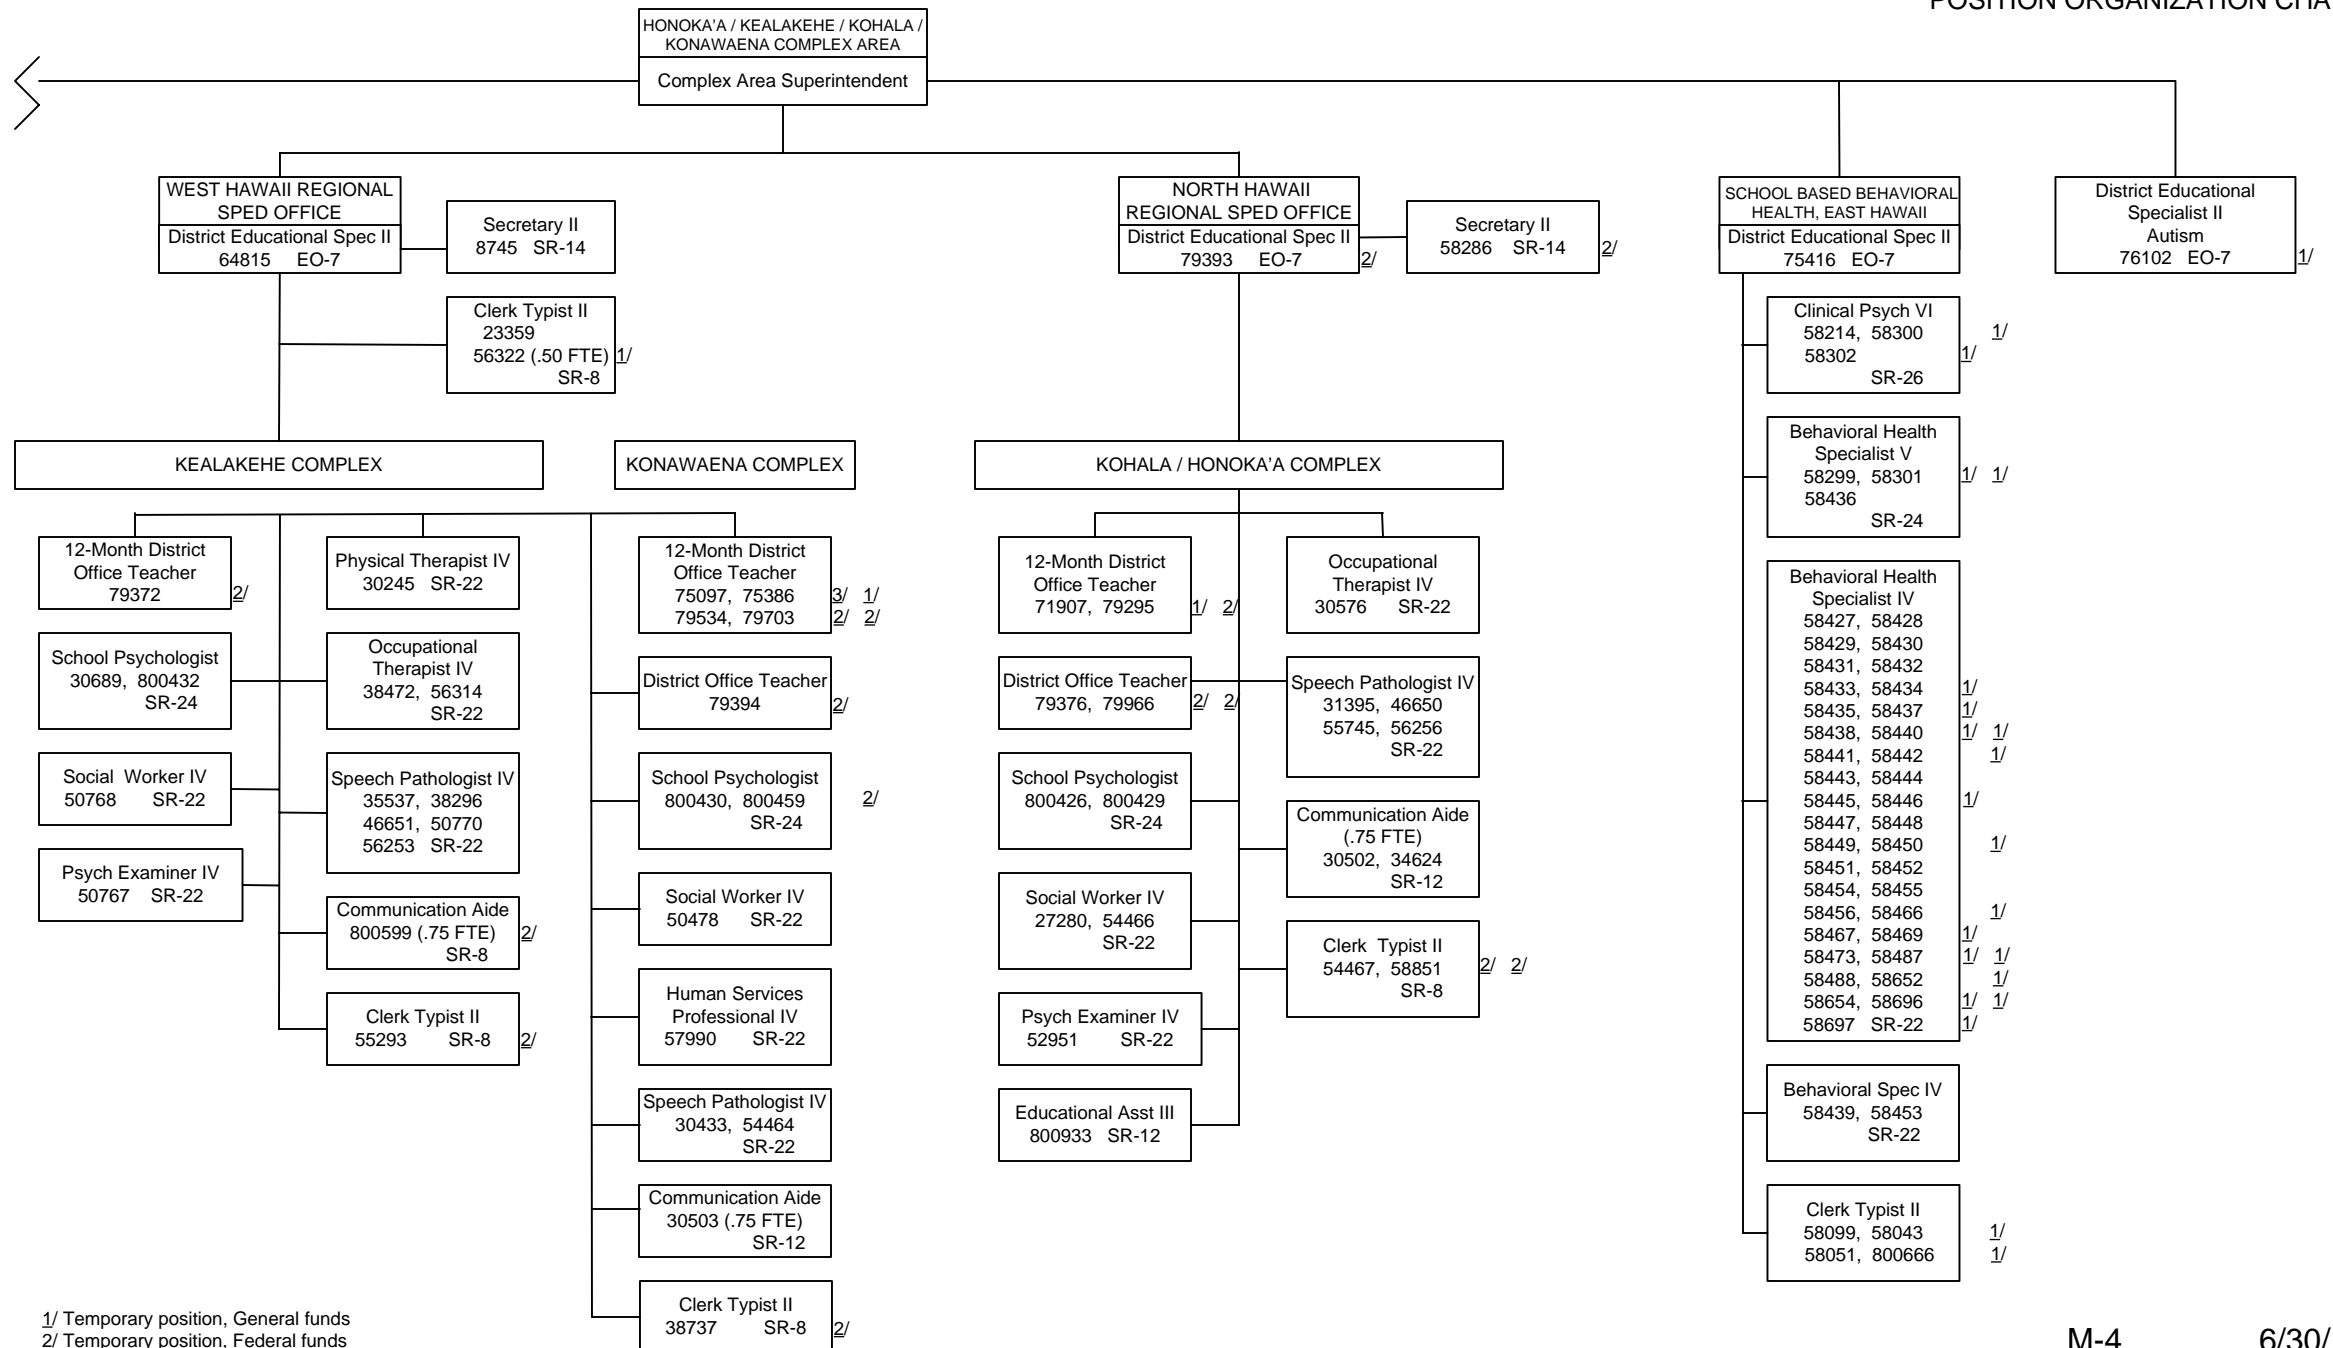 POSITION ORGANIZATION CHA
HONOKA'A / KEALAKEHE / KOHALA /
KONAWAENA COMPLEX AREA
Complex Area Superintendent
WEST HAWAII REGIONAL
SPED OFFICE
District Educational Spec II
64815 EO-7
Secretary II
8745 SR-14
Clerk Typist II
23359
56322 (.50 FTE) 1/
SR-8
NORTH HAWAII
REGIONAL SPED OFFICE
District Educational Spec II
79393 EO-7 2/
Secretary II
58286 SR-14 2/
SCHOOL BASED BEHAVIORAL
HEALTH, EAST HAWAII
District Educational Spec II
75416 EO-7
District Educational
Specialist II
Autism
76102 EO-7 1/
KEALAKEHE COMPLEX
KONAWAENA COMPLEX
KOHALA / HONOKA'A COMPLEX
12-Month District
Office Teacher
79372 2/
School Psychologist
30689, 800432
SR-24
Social Worker IV
50768 SR-22
Psych Examiner IV
50767 SR-22
Physical Therapist IV
30245 SR-22
Occupational
Therapist IV
38472, 56314
SR-22
Speech Pathologist IV
35537, 38296
46651, 50770
56253 SR-22
Communication Aide
800599 (.75 FTE) 2/
SR-8
Clerk Typist II
55293 SR-8 2/
12-Month District
Office Teacher
75097, 75386 3/ 1/
79534, 79703 2/ 2/
District Office Teacher
79394 2/
School Psychologist
800430, 800459 2/
SR-24
Social Worker IV
50478 SR-22
Human Services
Professional IV
57990 SR-22
Speech Pathologist IV
30433, 54464
SR-22
Communication Aide
30503 (.75 FTE)
SR-12
Clerk Typist II
38737 SR-8 2/
12-Month District
Office Teacher
71907, 79295 1/ 2/
District Office Teacher
79376, 79966 2/ 2/
School Psychologist
800426, 800429
SR-24
Social Worker IV
27280, 54466
SR-22
Psych Examiner IV
52951 SR-22
Educational Asst III
800933 SR-12
Occupational
Therapist IV
30576 SR-22
Speech Pathologist IV
31395, 46650
55745, 56256
SR-22
Communication Aide
(.75 FTE)
30502, 34624
SR-12
Clerk Typist II
54467, 58851 2/ 2/
SR-8
Clinical Psych VI
58214, 58300 1/
58302 1/
SR-26
Behavioral Health
Specialist V
58299, 58301 1/ 1/
58436
SR-24
Behavioral Health
Specialist IV
58427, 58428
58429, 58430
58431, 58432
58433, 58434 1/
58435, 58437 1/
58438, 58440 1/ 1/
58441, 58442 1/
58443, 58444
58445, 58446 1/
58447, 58448
58449, 58450 1/
58451, 58452
58454, 58455
58456, 58466 1/
58467, 58469 1/
58473, 58487 1/ 1/
58488, 58652 1/
58654, 58696 1/ 1/
58697 SR-22 1/
Behavioral Spec IV
58439, 58453
SR-22
Clerk Typist II
58099, 58043 1/
58051, 800666 1/
1/ Temporary position, General funds
2/ Temporary position, Federal funds
M-4 6/30/